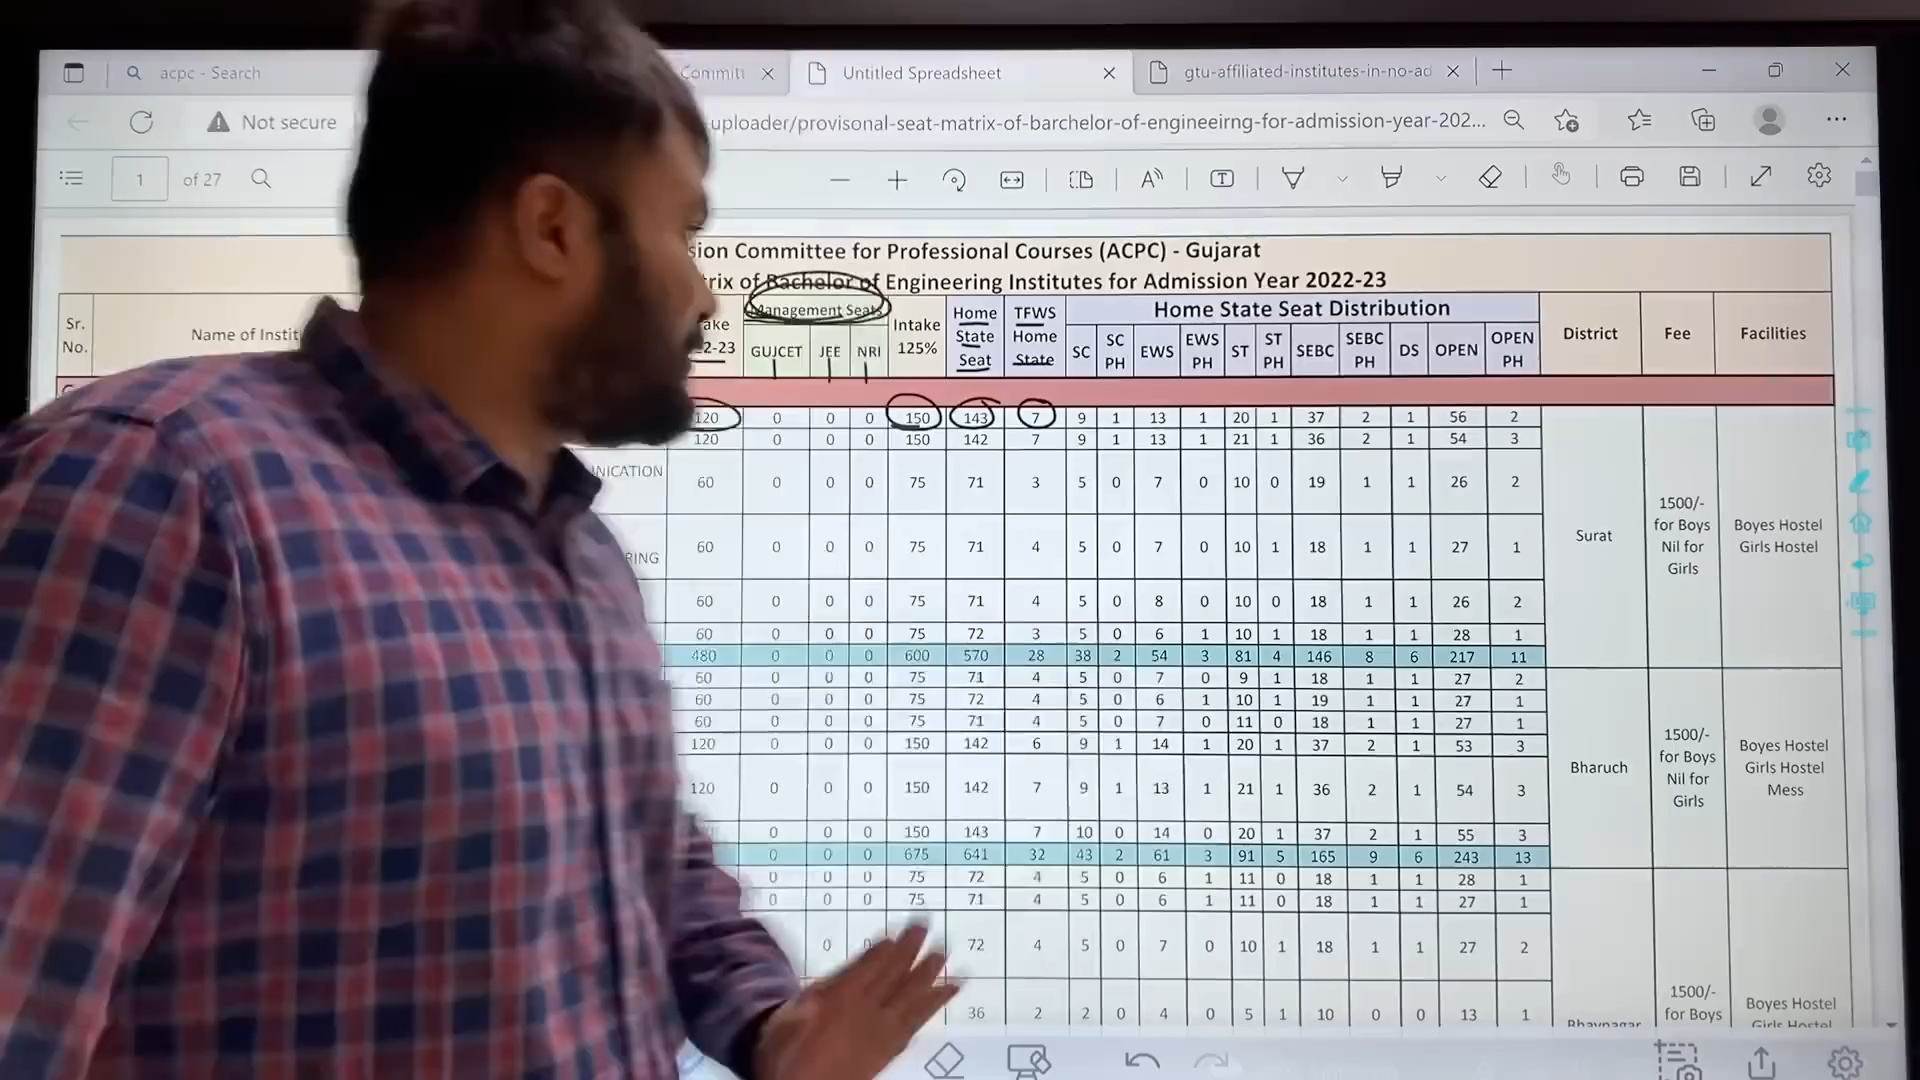 acpc - Search
Committ
Untitled Spreadsheet
gtu-affiliated-institutes-in-no-ad
Not secure
uploader/provisonal-seat-matrix-of-barchelor-of-engineeirng-for-admission-year-202...
1 of 27
sion Committee for Professional Courses (ACPC) - Gujarat
trix of Bachelor of Engineering Institutes for Admission Year 2022-23
Sr. No.
Name of Instit
ake 2-23
Management Seats
GUJCET JEE NRI
Intake 125%
Home State Seat
TFWS Home State
Home State Seat Distribution
SC
SC PH
EWS
EWS PH
ST
ST PH
SEBC
SEBC PH
DS
OPEN
OPEN PH
District
Fee
Facilities
120 0 0 0 150 143 7 9 1 13 1 20 1 37 2 1 56 2
120 0 0 0 150 142 7 9 1 13 1 21 1 36 2 1 54 3
NICATION
60 0 0 0 75 71 3 5 0 7 0 10 0 19 1 1 26 2
RING
60 0 0 0 75 71 4 5 0 7 0 10 1 18 1 1 27 1
60 0 0 0 75 71 4 5 0 8 0 10 0 18 1 1 26 2
60 0 0 0 75 72 3 5 0 6 1 10 1 18 1 1 28 1
480 0 0 0 600 570 28 38 2 54 3 81 4 146 8 6 217 11
Surat
1500/-
for Boys
Nil for
Girls
Boyes Hostel
Girls Hostel
60 0 0 0 75 71 4 5 0 7 0 9 1 18 1 1 27 2
60 0 0 0 75 72 4 5 0 6 1 10 1 19 1 1 27 1
60 0 0 0 75 71 4 5 0 7 0 11 0 18 1 1 27 1
120 0 0 0 150 142 6 9 1 14 1 20 1 37 2 1 53 3
120 0 0 0 150 142 7 9 1 13 1 21 1 36 2 1 54 3
0 0 0 150 143 7 10 0 14 0 20 1 37 2 1 55 3
0 0 0 675 641 32 43 2 61 3 91 5 165 9 6 243 13
Bharuch
1500/-
for Boys
Nil for
Girls
Boyes Hostel
Girls Hostel
Mess
0 0 0 75 72 4 5 0 6 1 11 0 18 1 1 28 1
0 0 0 75 71 4 5 0 6 1 11 0 18 1 1 27 1
0 0 72 4 5 0 7 0 10 1 18 1 1 27 2
36 2 2 0 4 0 5 1 10 0 0 13 1
Bhavnagar
1500/-
for Boys
Boyes Hostel
Girls Hostel